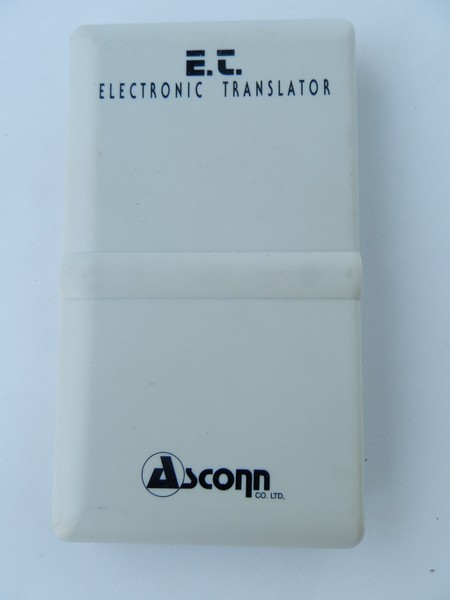 E.T.
ELECTRONIC TRANSLATOR
Asconn
CO. LTD.